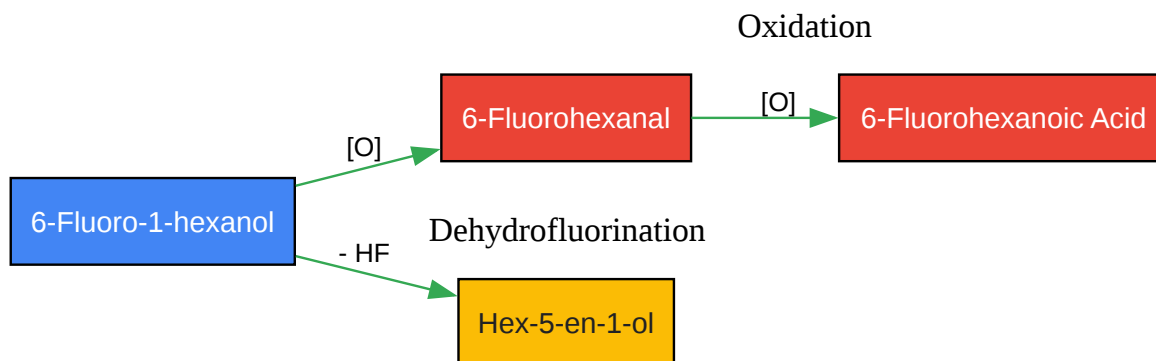 Oxidation
6-Fluorohexanal
[O]
6-Fluorohexanoic Acid
[O]
6-Fluoro-1-hexanol
Dehydrofluorination
- HF
Hex-5-en-1-ol